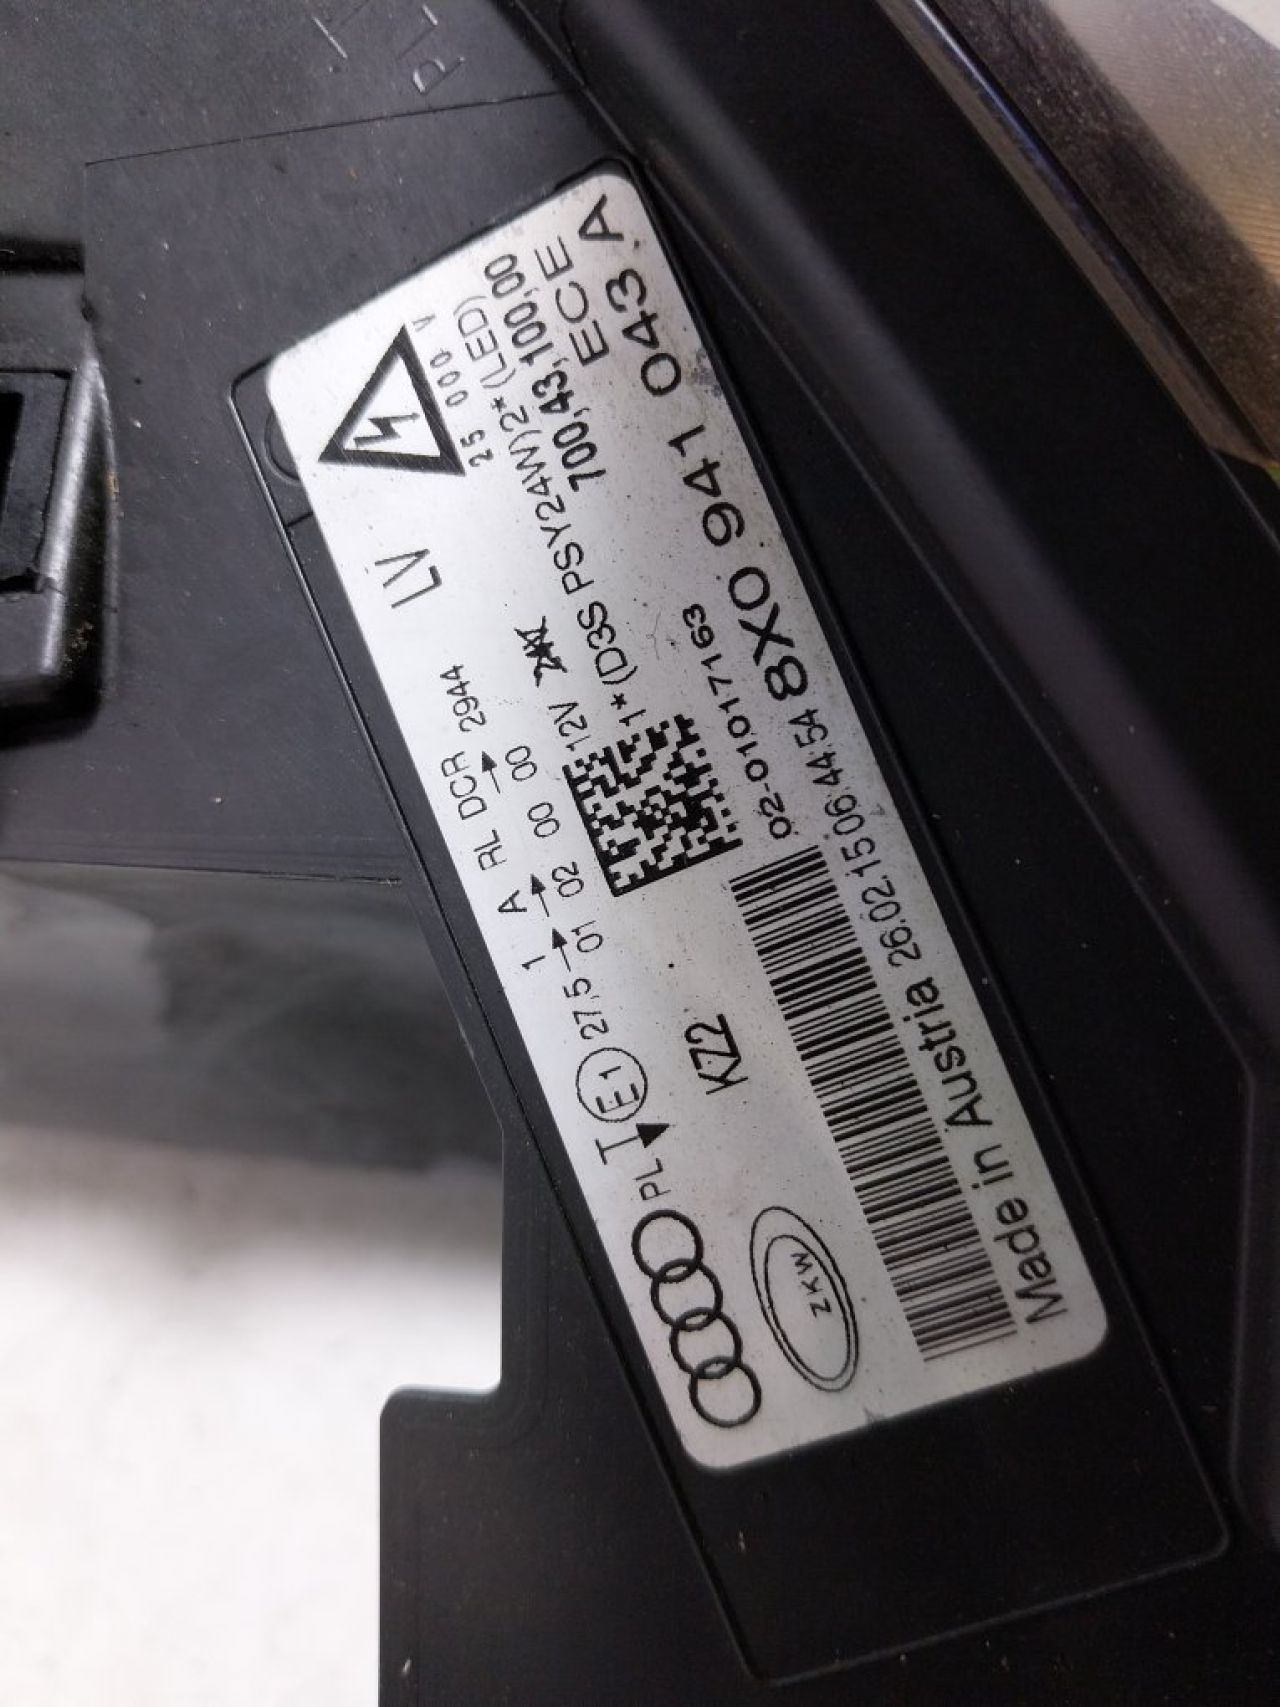 PL
T
25 000 V
LV
1 A RL DCR 2944
E1 27,5 01 02 00 00
PL
12V
1*(D3S PSY24W)2*(LED)
700,43,100,00
ECE
KZ2
02-01017163
8X0 941 043 A
ZKW
Made in Austria 26.02.15 06:44:54